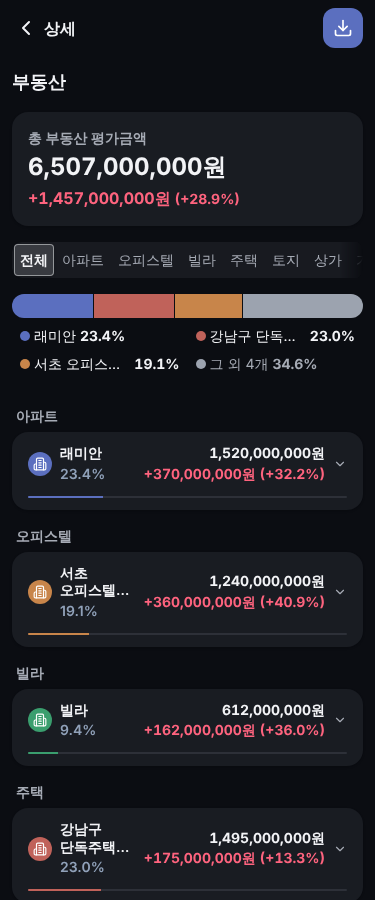 상세
부동산
총 부동산 평가금액
6,507,000,000원
+1,457,000,000원 (+28.9%)
전체 아파트 오피스텔 빌라 주택 토지 상가
래미안 23.4% 강남구 단독... 23.0%
서초 오피스... 19.1% 그 외 4개 34.6%
아파트
래미안 1,520,000,000원
23.4% +370,000,000원 (+32.2%)
오피스텔
서초
오피스텔... 1,240,000,000원
+360,000,000원 (+40.9%)
19.1%
빌라
빌라 612,000,000원
9.4% +162,000,000원 (+36.0%)
주택
강남구
단독주택... 1,495,000,000원
+175,000,000원 (+13.3%)
23.0%